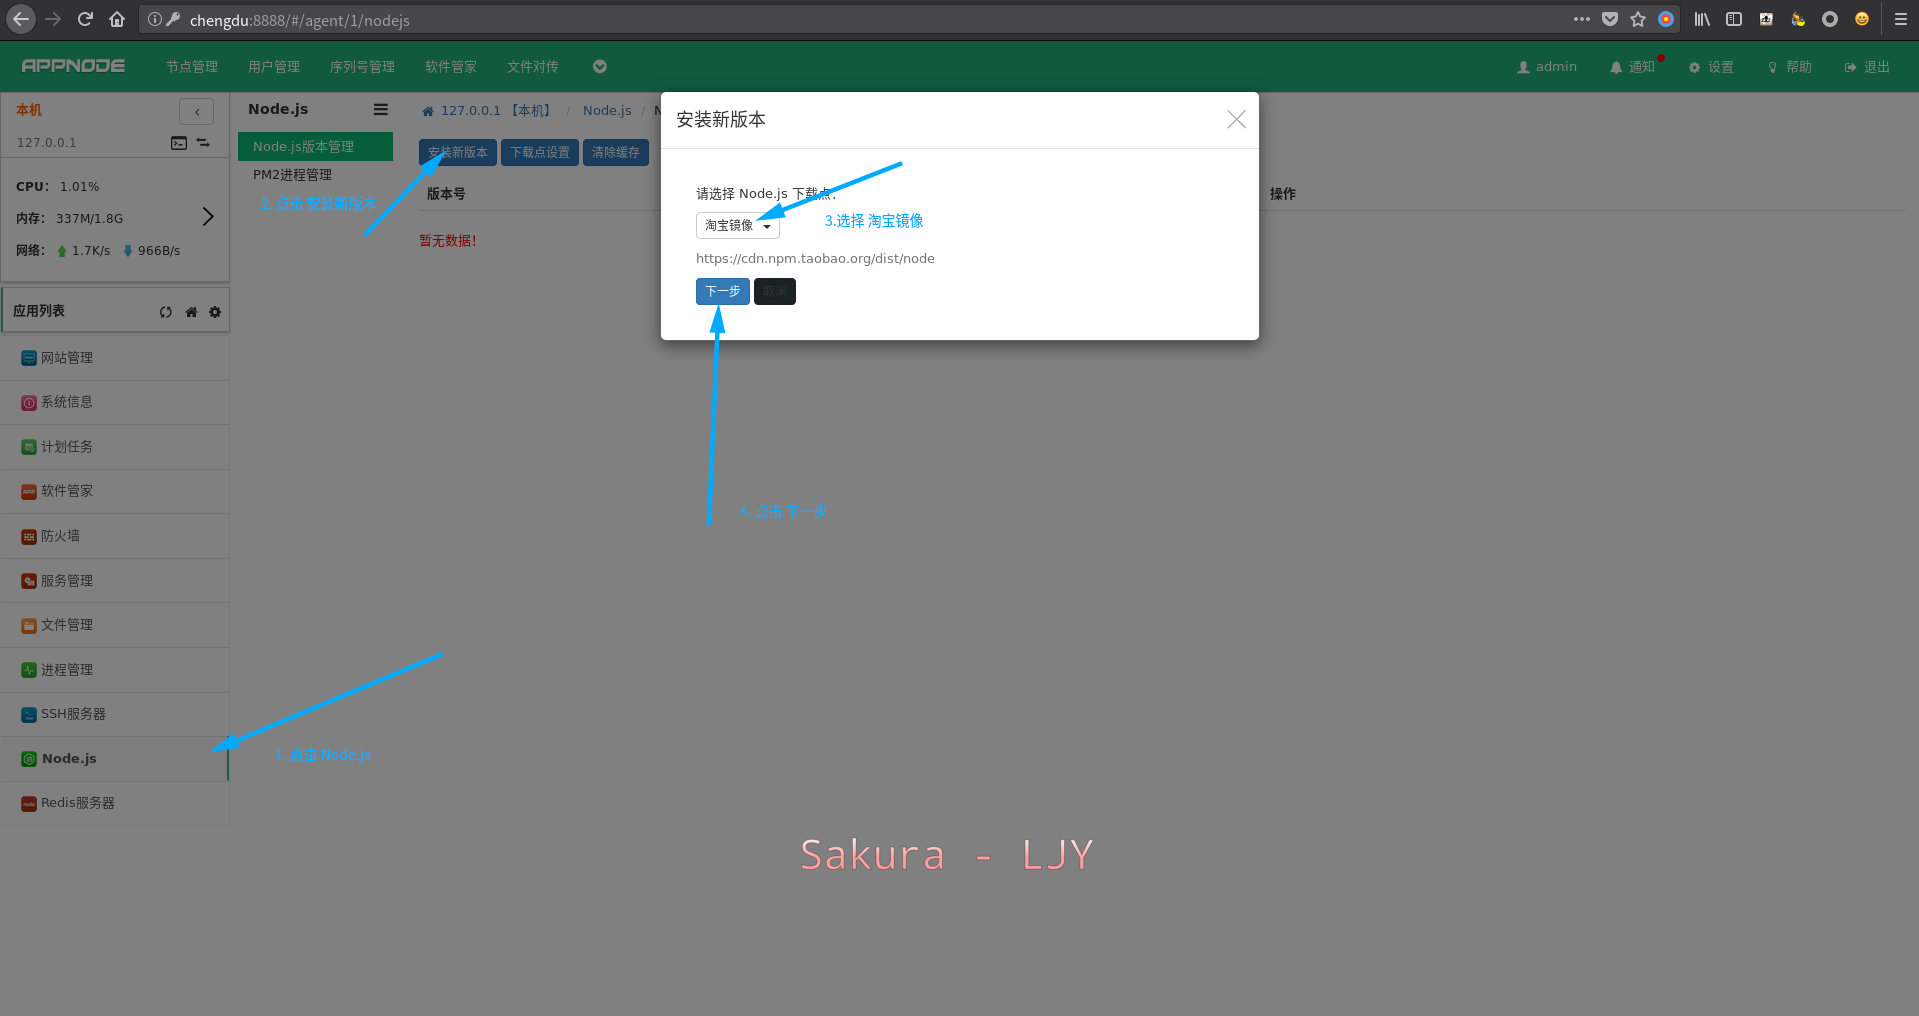 chengdu:8888/#/agent/1/nodejs
APPNODE 节点管理 用户管理 序列号管理 软件管家 文件对传 admin 通知 设置 帮助 退出
本机
127.0.0.1
CPU: 1.01%
内存: 337M/1.8G
网络: 1.7K/s 966B/s
应用列表
网站管理
系统信息
计划任务
软件管家
防火墙
服务管理
文件管理
进程管理
SSH服务器
Node.js
Redis服务器
1. 点击 Node.js
Node.js
Node.js版本管理
PM2进程管理
2. 点击 安装新版本
127.0.0.1 【本机】 / Node.js / N
安装新版本 下载点设置 清除缓存
版本号 操作
暂无数据!
安装新版本
请选择 Node.js 下载点:
淘宝镜像
3.选择 淘宝镜像
https://cdn.npm.taobao.org/dist/node
下一步 取消
4. 点击 下一步
Sakura - LJY